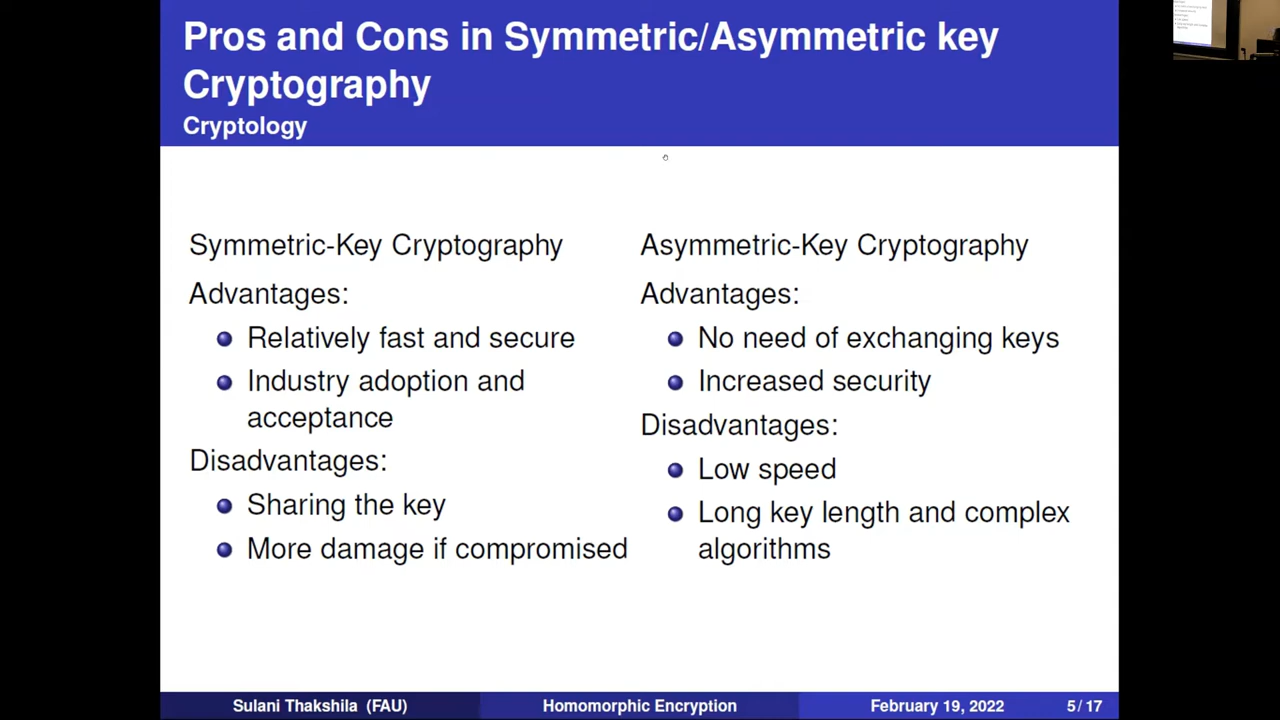 Pros and Cons in Symmetric/Asymmetric key
Cryptography
Cryptology
Symmetric-Key Cryptography
Advantages:
Relatively fast and secure
Industry adoption and
acceptance
Disadvantages:
Sharing the key
More damage if compromised
Asymmetric-Key Cryptography
Advantages:
No need of exchanging keys
Increased security
Disadvantages:
Low speed
Long key length and complex
algorithms
Sulani Thakshila (FAU) Homomorphic Encryption February 19, 2022 5 / 17